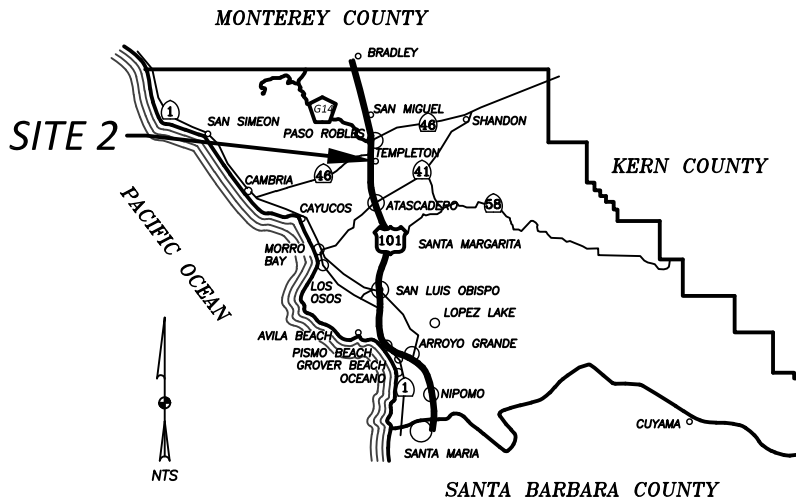 MONTEREY COUNTY
BRADLEY
1
G14
SAN MIGUEL
SAN SIMEON
PASO ROBLES
46
SHANDON
SITE 2
TEMPLETON
KERN COUNTY
46
41
CAMBRIA
CAYUCOS
ATASCADERO
58
PACIFIC OCEAN
101
SANTA MARGARITA
MORRO
BAY
LOS
OSOS
SAN LUIS OBISPO
LOPEZ LAKE
AVILA BEACH
ARROYO GRANDE
PISMO BEACH
GROVER BEACH
OCEANO
1
NIPOMO
CUYAMA
SANTA MARIA
NTS
SANTA BARBARA COUNTY